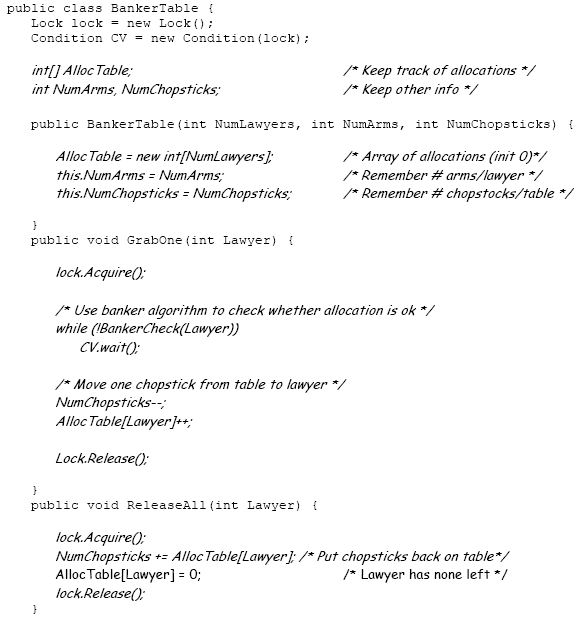 public class BankerTable {
Lock lock = new Lock();
Condition CV = new Condition(lock);
int[] AllocTable; /* Keep track of allocations */
int NumArms, NumChopsticks; /* Keep other info */
public BankerTable(int NumLawyers, int NumArms, int NumChopsticks) {
AllocTable = new int[NumLawyers]; /* Array of allocations (init 0)*/
this.NumArms = NumArms; /* Remember # arms/lawyer */
this.NumChopsticks = NumChopsticks; /* Remember # chopstocks/table */
}
public void GrabOne(int Lawyer) {
lock.Acquire();
/* Use banker algorithm to check whether allocation is ok */
while (!BankerCheck(Lawyer))
CV.wait();
/* Move one chopstick from table to lawyer */
NumChopsticks--;
AllocTable[Lawyer]++;
Lock.Release();
}
public void ReleaseAll(int Lawyer) {
lock.Acquire();
NumChopsticks += AllocTable[Lawyer]; /* Put chopsticks back on table*/
AllocTable[Lawyer] = 0; /* Lawyer has none left */
lock.Release();
}